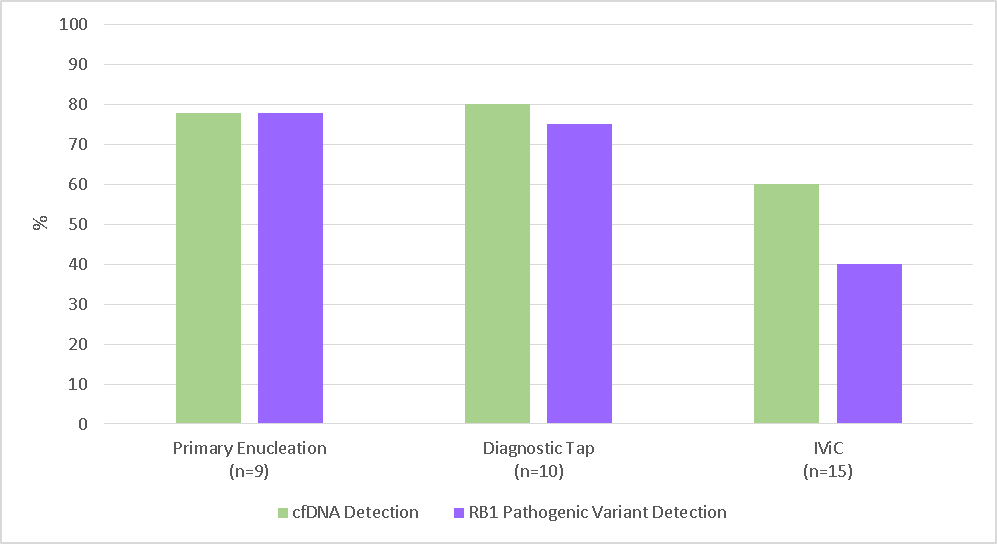 100
90
80
70
60
50
40
30
20
10
0
%
Primary Enucleation
(n=9)
Diagnostic Tap
(n=10)
IViC
(n=15)
cfDNA Detection
RB1 Pathogenic Variant Detection